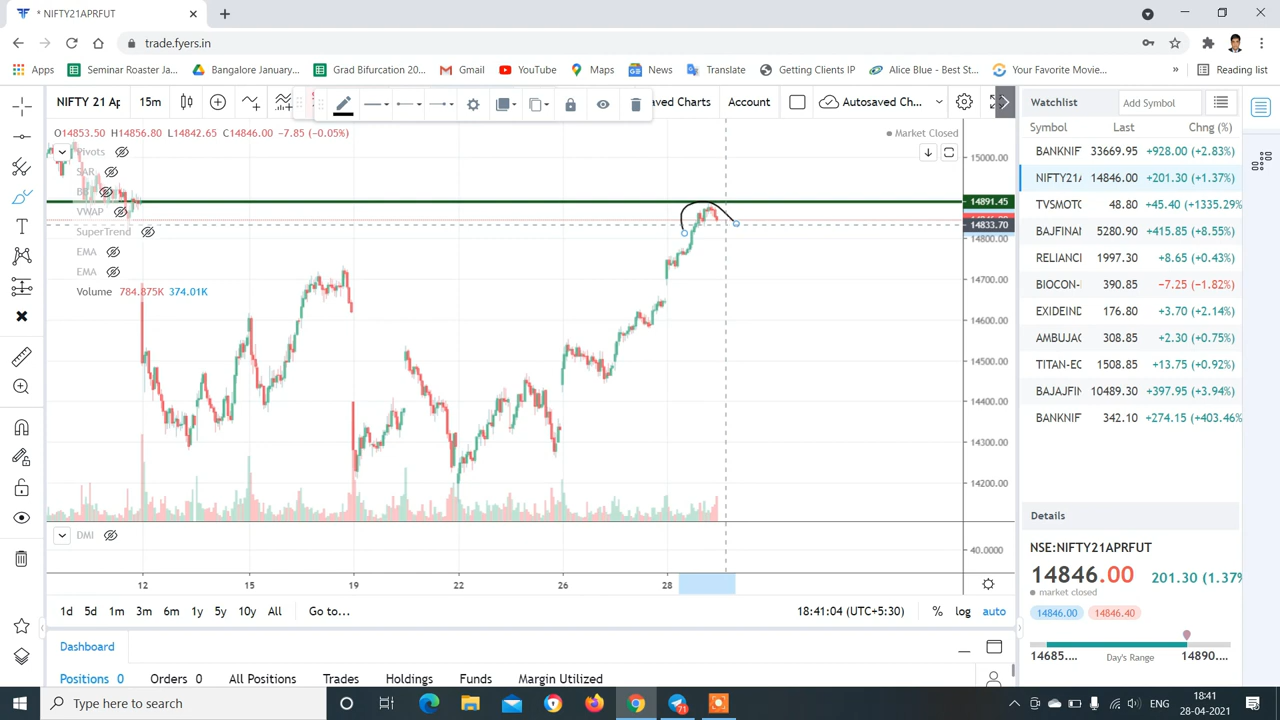 * NIFTY21APRFUT
trade.fyers.in
Apps
Seminar Roaster Ja...
Bangalore January...
Grad Bifurcation 20...
Gmail
YouTube
Maps
News
Translate
Getting Clients IP
Alice Blue - Best St...
Your Favorite Movie...
»
Reading list
NIFTY 21 Ap
15m
aved Charts
Account
Autosaved Ch...
Watchlist
Add Symbol
O14853.50 H14856.80 L14842.65 C14846.00 −7.85 (−0.05%)
Market Closed
Pivots
SAR
VWAP
SuperTrend
EMA
EMA
Volume 784.875K 374.01K
15000.00
14891.45
14833.70
14800.00
14700.00
14600.00
14500.00
14400.00
14300.00
14200.00
DMI
40.0000
12 15 19 22 26 28
1d 5d 1m 3m 6m 1y 5y 10y All Go to...
18:41:04 (UTC+5:30) % log auto
Symbol Last Chng (%)
BANKNIF 33669.95 +928.00 (+2.83%)
NIFTY21 14846.00 +201.30 (+1.37%)
TVSMOTC 48.80 +45.40 (+1335.29%)
BAJFINAN 5280.90 +415.85 (+8.55%)
RELIANCI 1997.30 +8.65 (+0.43%)
BIOCON- 390.85 −7.25 (−1.82%)
EXIDEIND 176.80 +3.70 (+2.14%)
AMBUJAC 308.85 +2.30 (+0.75%)
TITAN-EC 1508.85 +13.75 (+0.92%)
BAJAJFIN 10489.30 +397.95 (+3.94%)
BANKNIF 342.10 +274.15 (+403.46%
Details
NSE:NIFTY21APRFUT
14846.00 201.30 (1.37%
market closed
14846.00 14846.40
14685.... Day's Range 14890....
Dashboard
Positions 0 Orders 0 All Positions Trades Holdings Funds Margin Utilized
Type here to search
71
ENG
18:41
28-04-2021